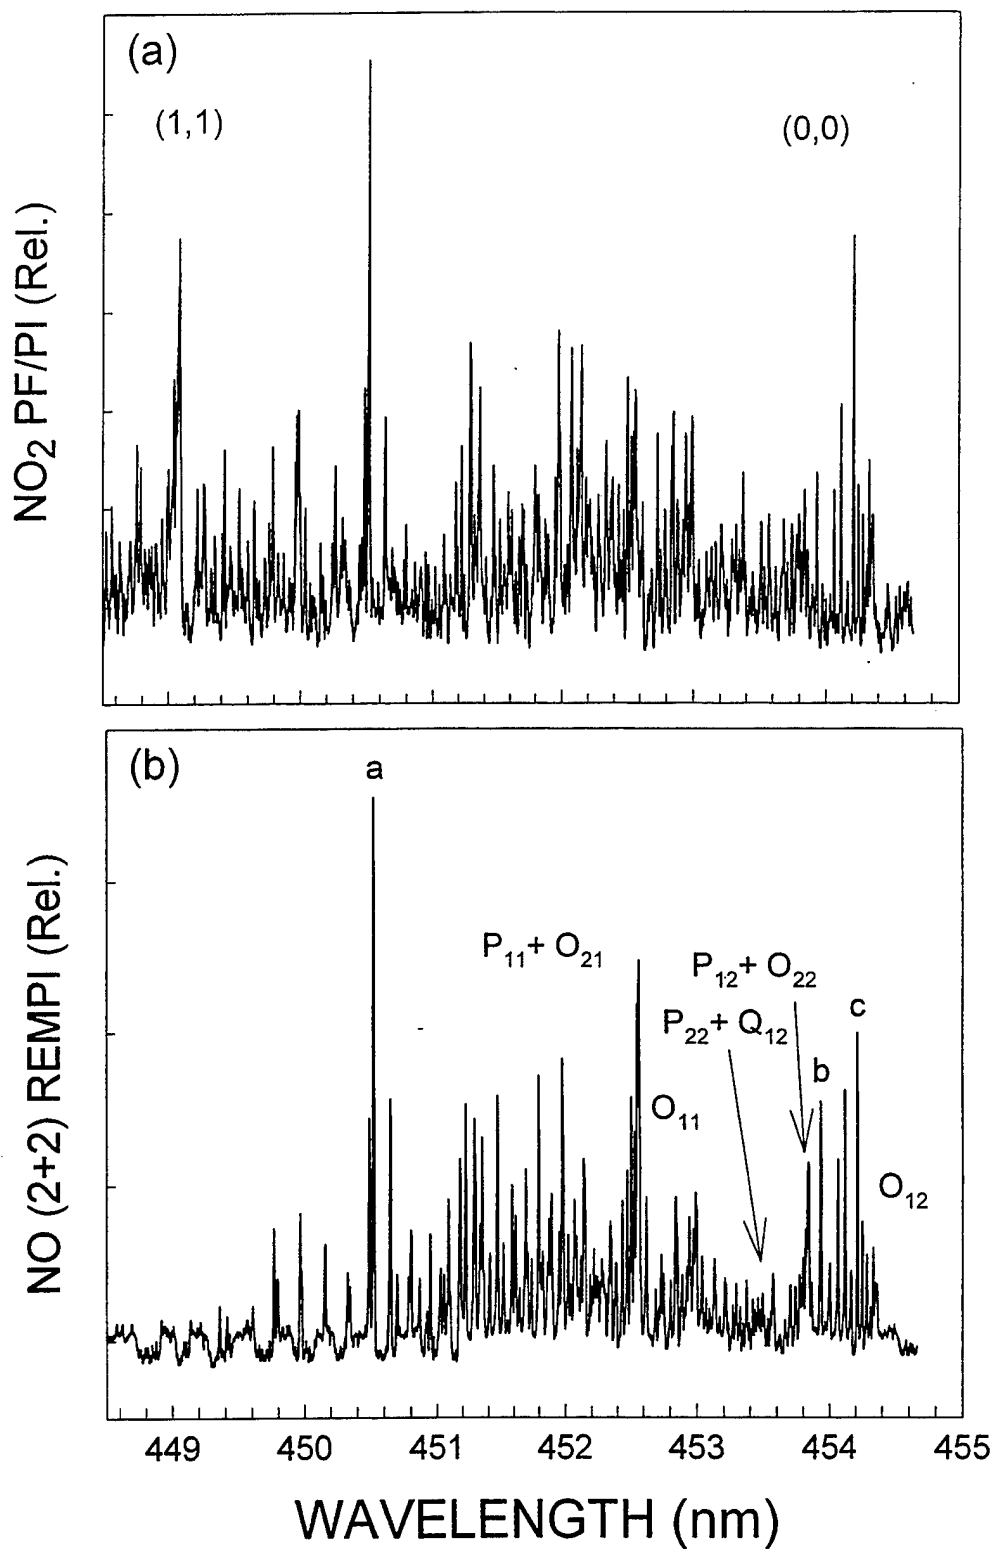 (a)
(1,1)
(0,0)
NO2 PF/PI (Rel.)
(b)
a
P11+ O21
P12+ O22
P22+ Q12
c
b
O11
O12
NO (2+2) REMPI (Rel.)
449 450 451 452 453 454 455
WAVELENGTH (nm)